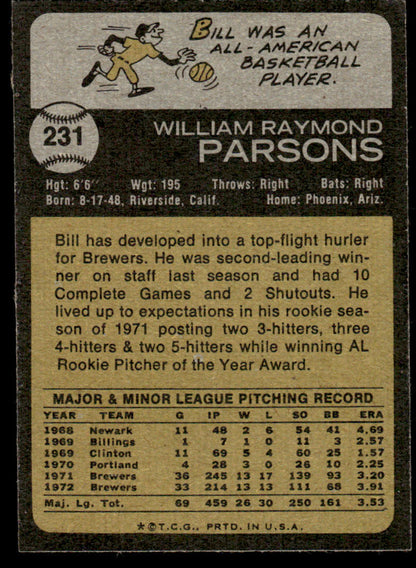 BILL WAS AN
ALL-AMERICAN
BASKETBALL
PLAYER.
231
WILLIAM RAYMOND
PARSONS
Hgt: 6'6" Wgt: 195 Throws: Right Bats: Right
Born: 8-17-48, Riverside, Calif. Home: Phoenix, Ariz.
Bill has developed into a top-flight hurler
for Brewers. He was second-leading win-
ner on staff last season and had 10
Complete Games and 2 Shutouts. He
lived up to expectations in his rookie sea-
son of 1971 posting two 3-hitters, three
4-hitters & two 5-hitters while winning AL
Rookie Pitcher of the Year Award.
MAJOR & MINOR LEAGUE PITCHING RECORD
YEAR TEAM G IP W L SO BB ERA
1968 Newark 11 48 2 6 54 41 4.69
1969 Billings 1 7 1 0 11 3 2.57
1969 Clinton 11 69 5 4 60 25 1.57
1970 Portland 4 28 3 0 26 10 2.25
1971 Brewers 36 245 13 17 139 93 3.20
1972 Brewers 33 214 13 13 111 68 3.91
Maj. Lg. Tot. 69 459 26 30 250 161 3.53
*©T.C.G., PRTD. IN U.S.A.